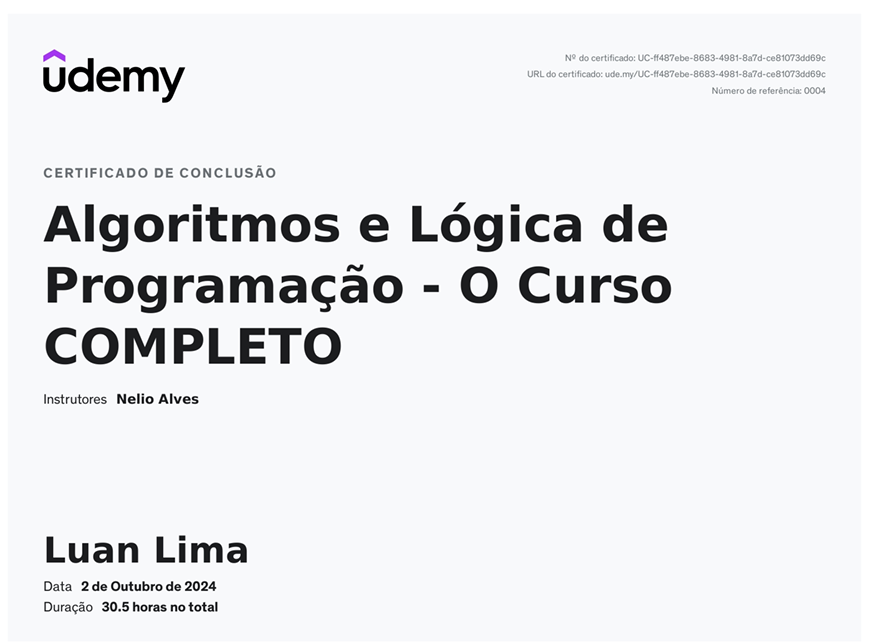 udemy
Nº do certificado: UC-ff487ebe-8683-4981-8a7d-ce81073dd69c
URL do certificado: ude.my/UC-ff487ebe-8683-4981-8a7d-ce81073dd69c
Número de referência: 0004
CERTIFICADO DE CONCLUSÃO
Algoritmos e Lógica de
Programação - O Curso
COMPLETO
Instrutores Nelio Alves
Luan Lima
Data 2 de Outubro de 2024
Duração 30.5 horas no total